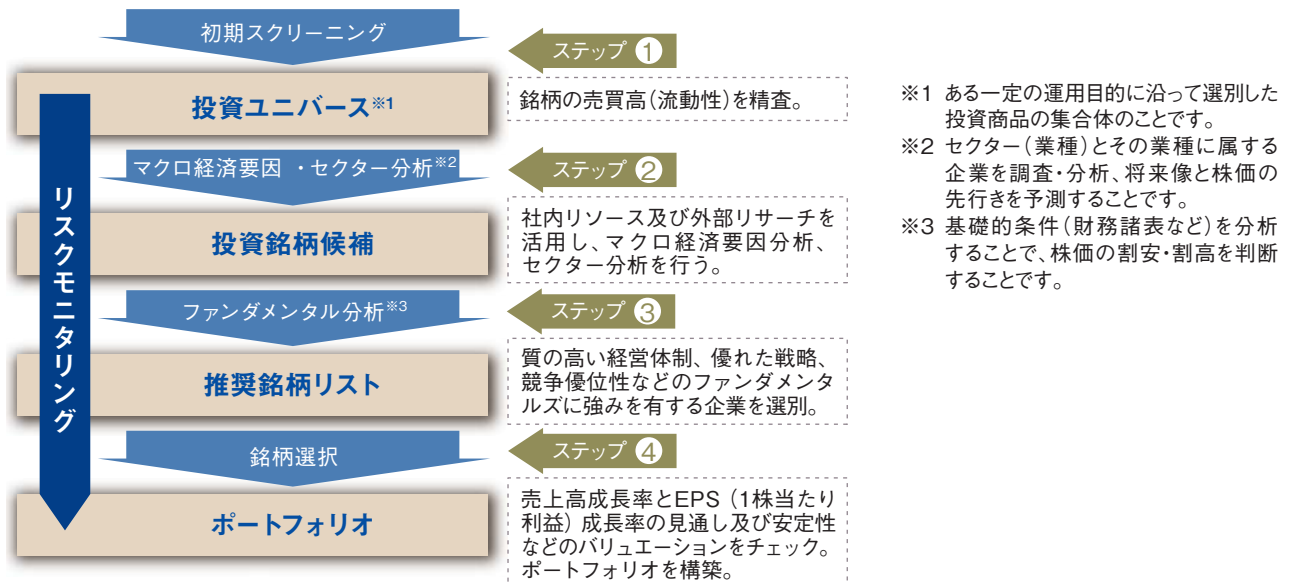 初期スクリーニング
ステップ ①
投資ユニバース※1
銘柄の売買高(流動性)を精査。
マクロ経済要因 ・セクター分析※2
ステップ ②
投資銘柄候補
社内リソース及び外部リサーチを
活用し、マクロ経済要因分析、
セクター分析を行う。
ファンダメンタル分析※3
ステップ ③
推奨銘柄リスト
質の高い経営体制、優れた戦略、
競争優位性などのファンダメンタ
ルズに強みを有する企業を選別。
銘柄選択
ステップ ④
ポートフォリオ
売上高成長率とEPS(1株当たり
利益)成長率の見通し及び安定性
などのバリュエーションをチェック。
ポートフォリオを構築。
リスクモニタリング
※1 ある一定の運用目的に沿って選別した
投資商品の集合体のことです。
※2 セクター(業種)とその業種に属する
企業を調査・分析、将来像と株価の
先行きを予測することです。
※3 基礎的条件(財務諸表など)を分析
することで、株価の割安・割高を判断
することです。